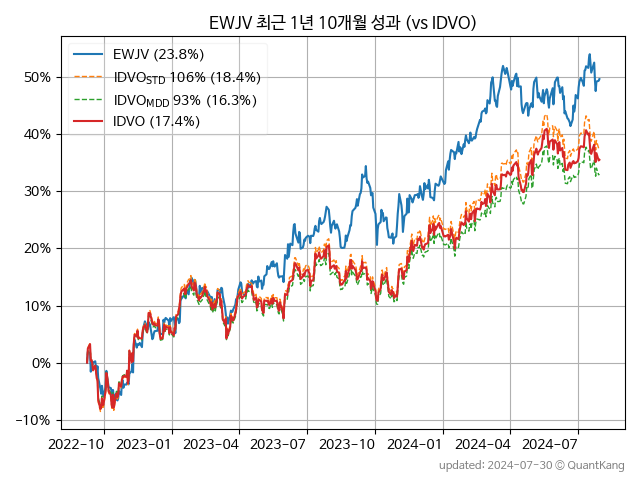 EWJV 최근 1년 10개월 성과 (vs IDVO)
EWJV (23.8%)
IDVO_STD 106% (18.4%)
IDVO_MDD 93% (16.3%)
IDVO (17.4%)
50%
40%
30%
20%
10%
0%
−10%
2022-10 2023-01 2023-04 2023-07 2023-10 2024-01 2024-04 2024-07
updated: 2024-07-30 © QuantKang